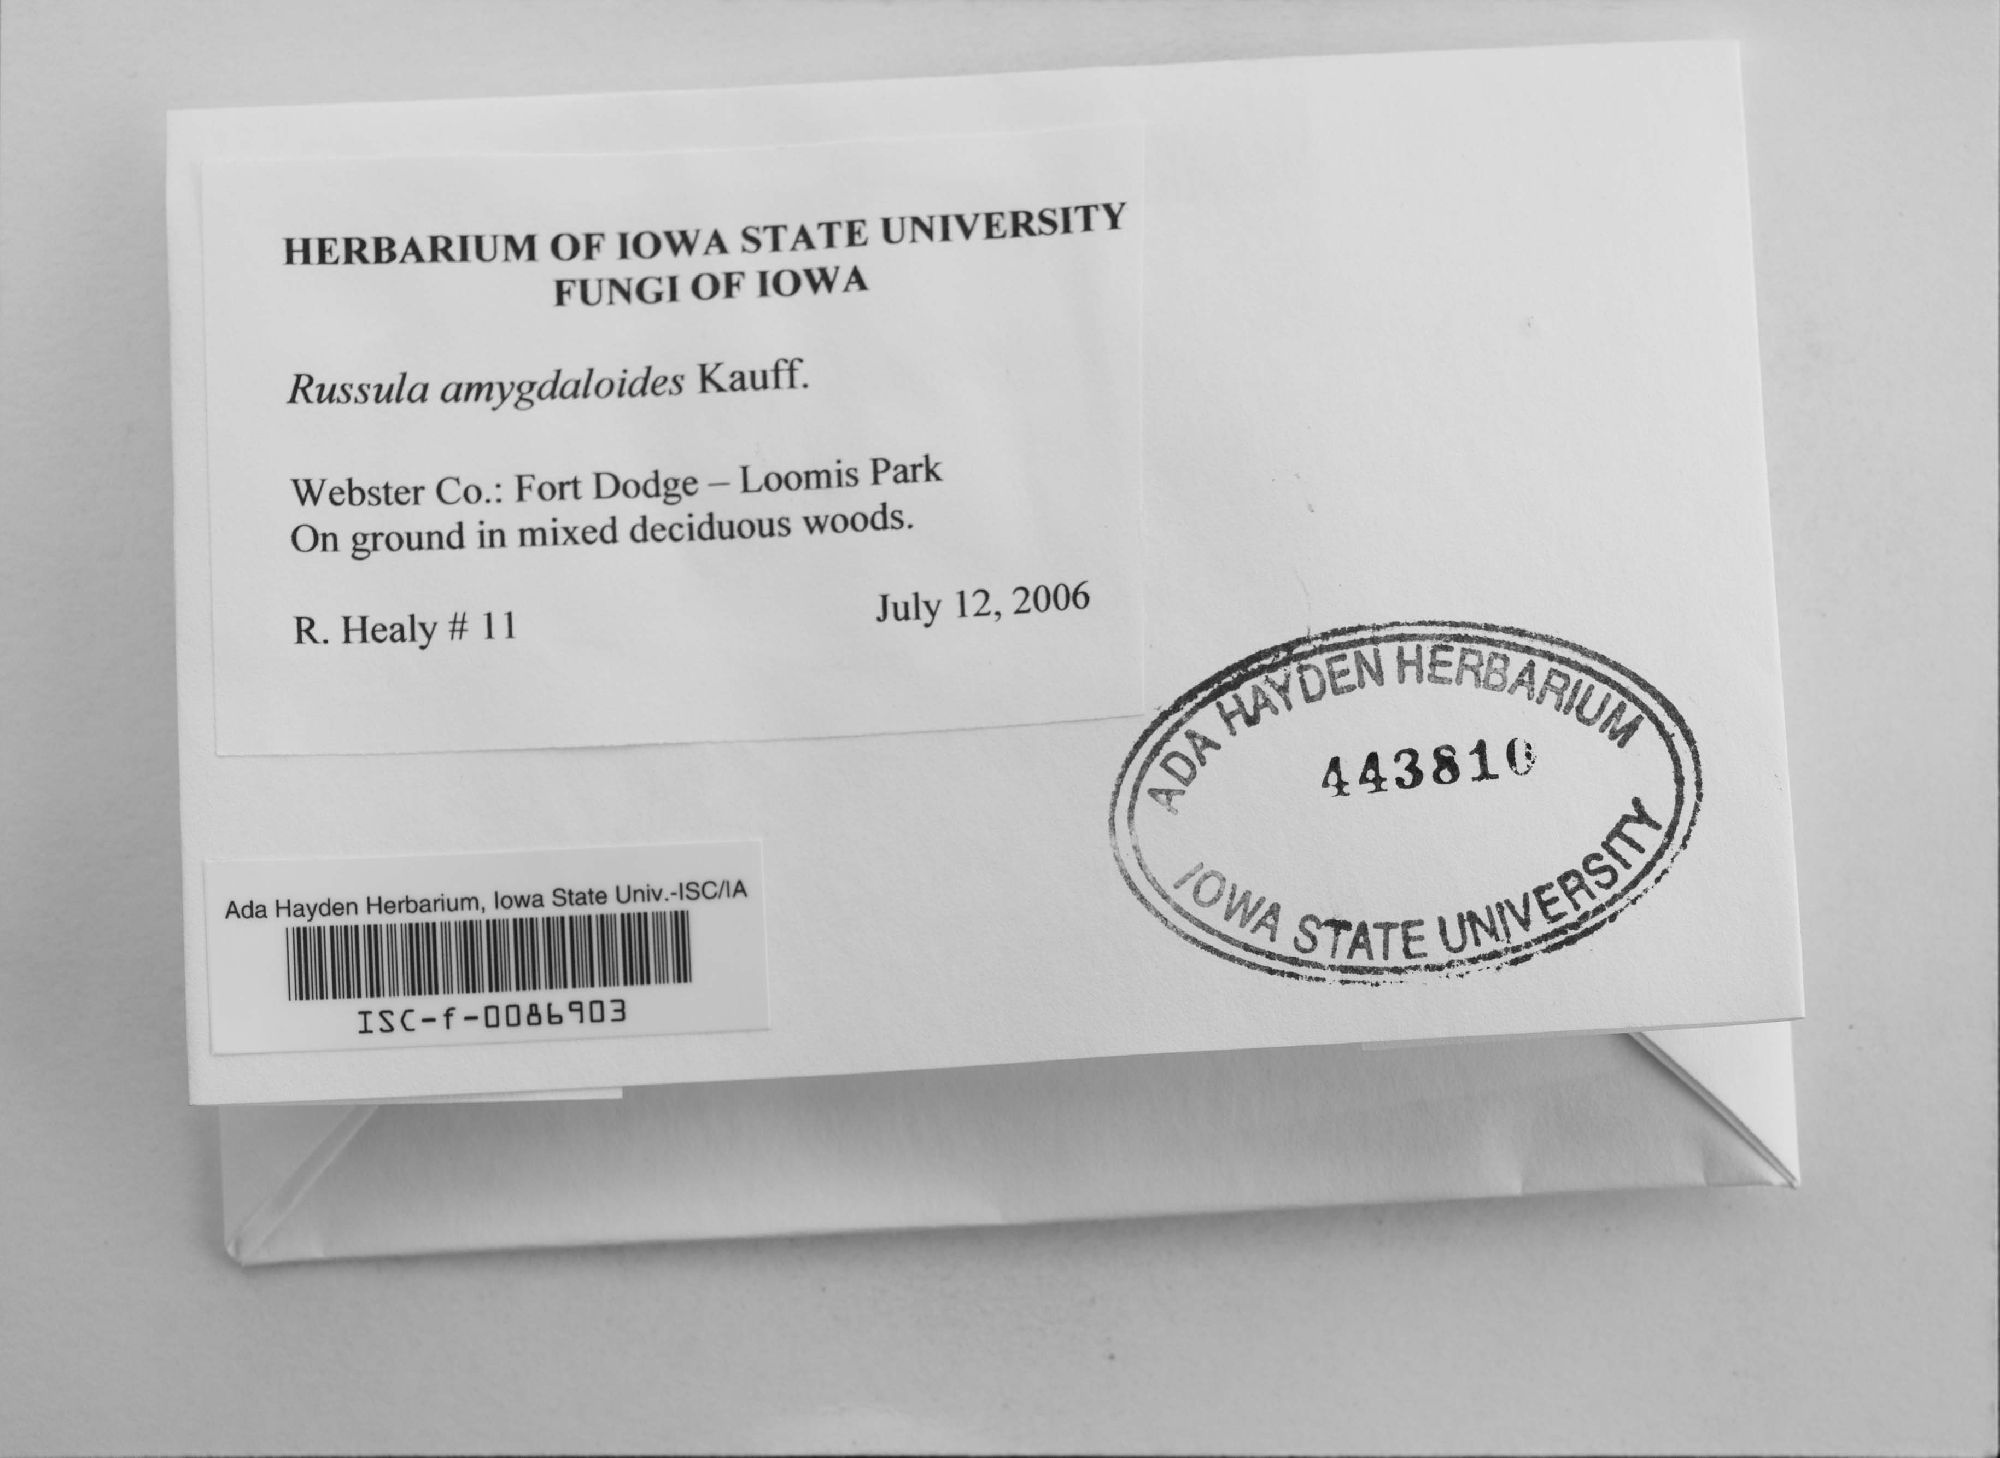 HERBARIUM OF IOWA STATE UNIVERSITY
FUNGI OF IOWA
Russula amygdaloides Kauff.
Webster Co.: Fort Dodge – Loomis Park
On ground in mixed deciduous woods.
R. Healy # 11 July 12, 2006
ADA HAYDEN HERBARIUM
443810
IOWA STATE UNIVERSITY
Ada Hayden Herbarium, Iowa State Univ.-ISC/IA
ISC-f-0086903